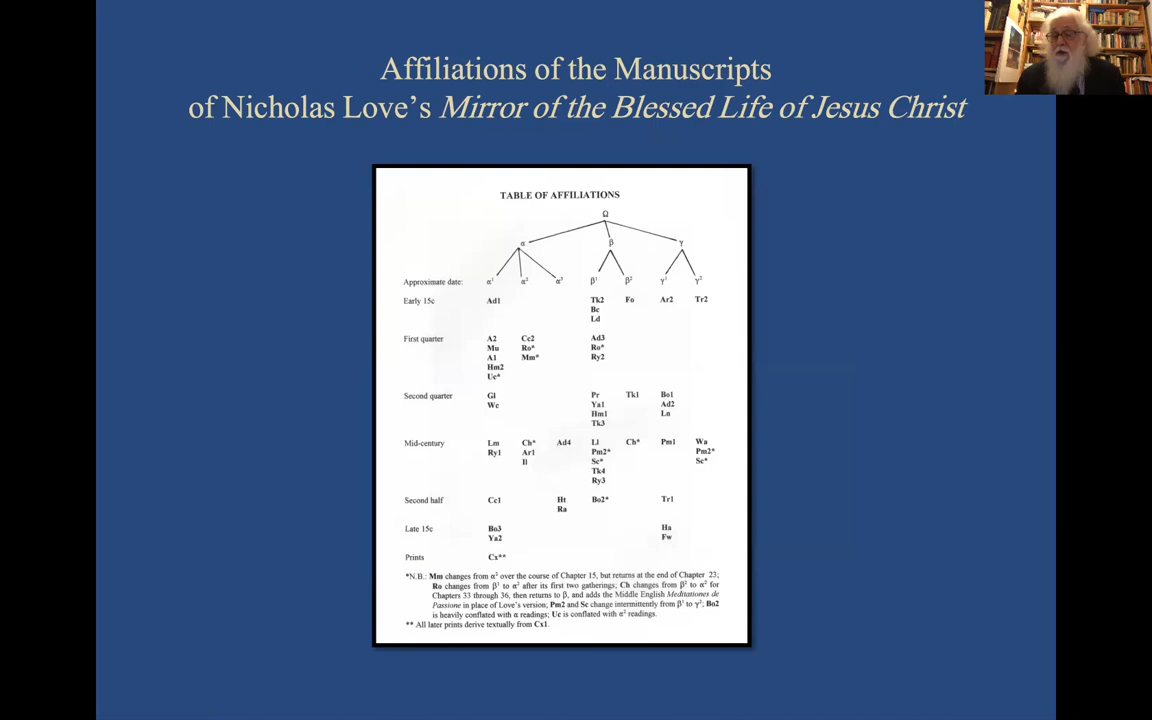 Affiliations of the Manuscripts
of Nicholas Love's Mirror of the Blessed Life of Jesus Christ
TABLE OF AFFILIATIONS
Ω
α β γ
Approximate date: α¹ α² α³ β¹ β² γ¹ γ²
Early 15c Ad1 Tk2 Fo Ar2 Tr2
Bc
Ld
First quarter A2 Cc2 Ad3
Mu Ro* Ro*
A1 Mm* Ry2
Hm2
Uc*
Second quarter Gl Pr Tk1 Bo1
Wc Ya1 Ad2
Hm1 Ln
Tk3
Mid-century Lm Ch* Ad4 Ll Ch* Pm1 Wa
Ry1 Ar1 Pm2* Pm2*
Il Sc* Sc*
Tk4
Ry3
Second half Cc1 Ht Bo2* Tr1
Ra
Late 15c Bo3 Ha
Ya2 Fw
Prints Cx**
*N.B.: Mm changes from α² over the course of Chapter 15, but returns at the end of Chapter 23;
Ro changes from β¹ to α² after its first two gatherings; Ch changes from β² to α² for
Chapters 33 through 36, then returns to β, and adds the Middle English Meditationes de
Passione in place of Love's version; Pm2 and Sc change intermittently from β¹ to γ²; Bo2
is heavily conflated with α readings; Uc is conflated with α² readings.
** All later prints derive textually from Cx1.